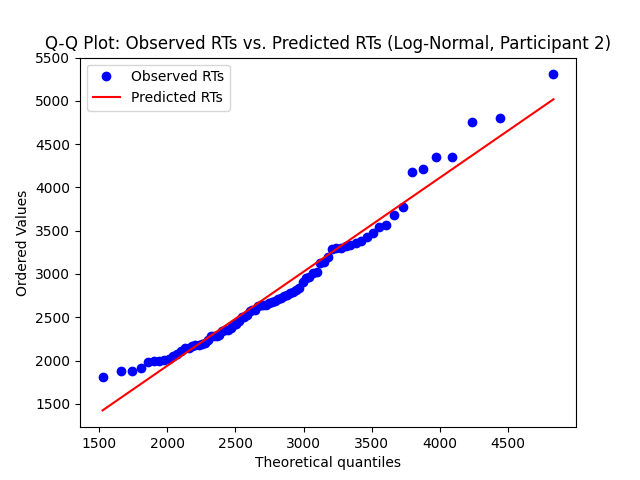 Q-Q Plot: Observed RTs vs. Predicted RTs (Log-Normal, Participant 2)
Observed RTs
Predicted RTs
Ordered Values
5500
5000
4500
4000
3500
3000
2500
2000
1500
1500 2000 2500 3000 3500 4000 4500
Theoretical quantiles